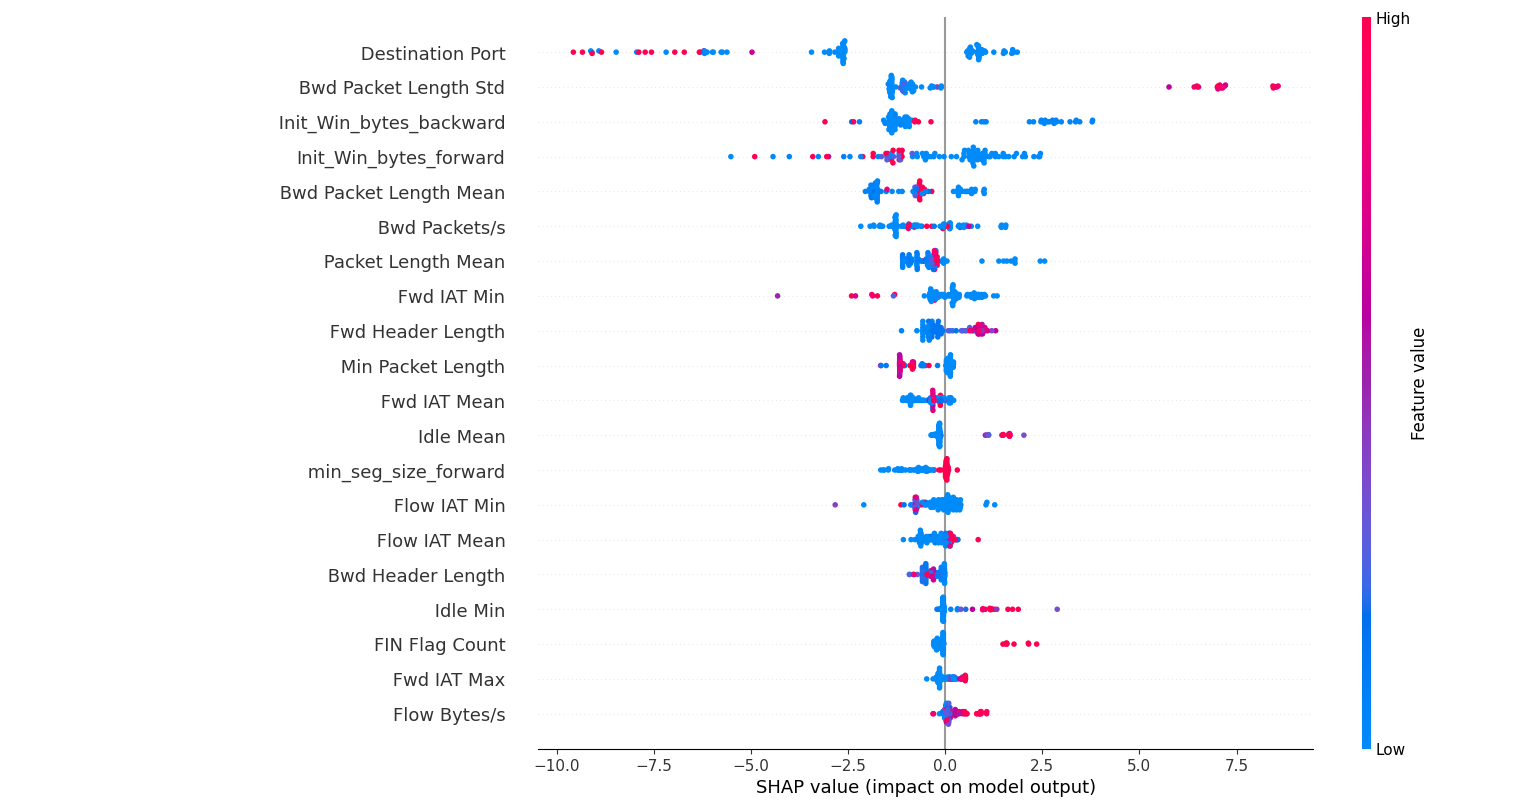 High
Destination Port
Bwd Packet Length Std
Init_Win_bytes_backward
Init_Win_bytes_forward
Bwd Packet Length Mean
Bwd Packets/s
Packet Length Mean
Fwd IAT Min
Fwd Header Length
Min Packet Length
Fwd IAT Mean
Idle Mean
min_seg_size_forward
Flow IAT Min
Flow IAT Mean
Bwd Header Length
Idle Min
FIN Flag Count
Fwd IAT Max
Flow Bytes/s
Feature value
Low
−10.0 −7.5 −5.0 −2.5 0.0 2.5 5.0 7.5
SHAP value (impact on model output)